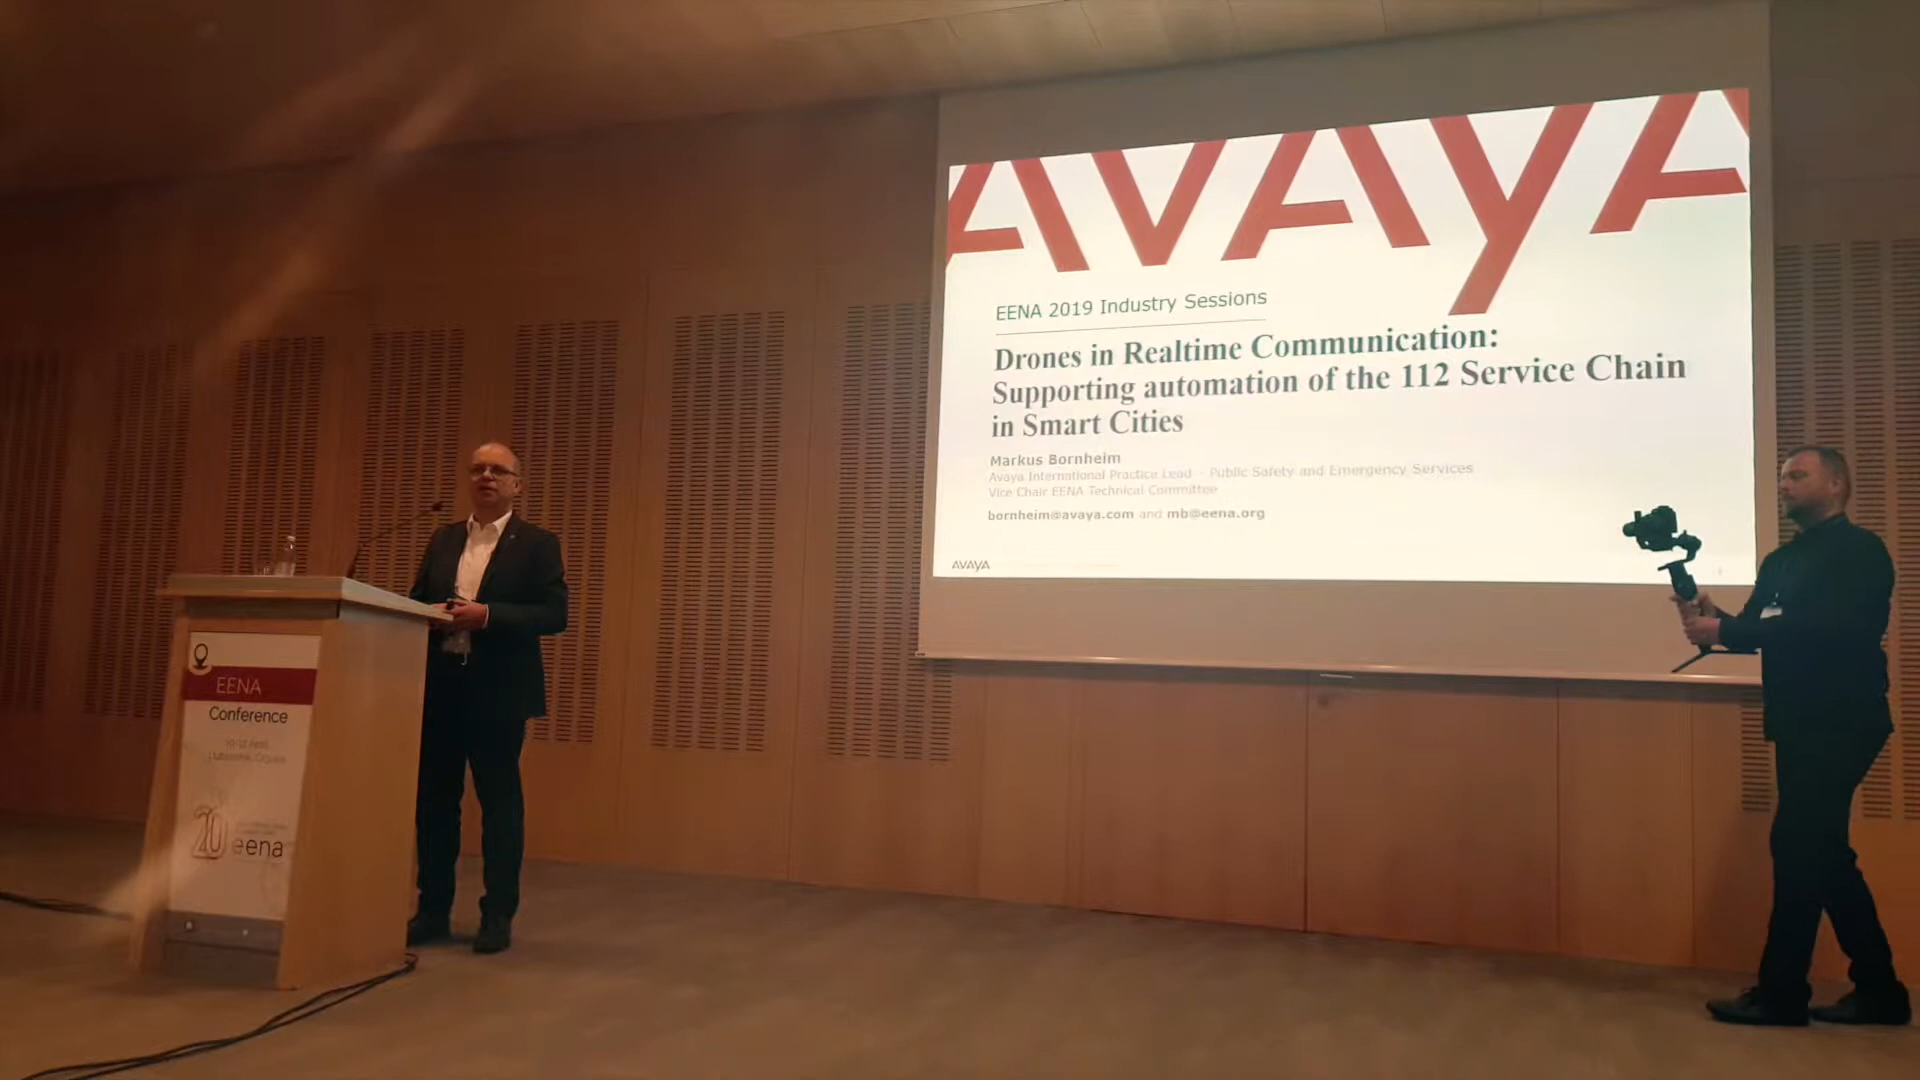 AVAYA
EENA 2019 Industry Sessions
Drones in Realtime Communication:
Supporting automation of the 112 Service Chain
in Smart Cities
Markus Bornheim
Avaya International Practice Lead - Public Safety and Emergency Services
Vice Chair EENA Technical Committee
bornheim@avaya.com and mb@eena.org
AVAYA
EENA
Conference
20
eena